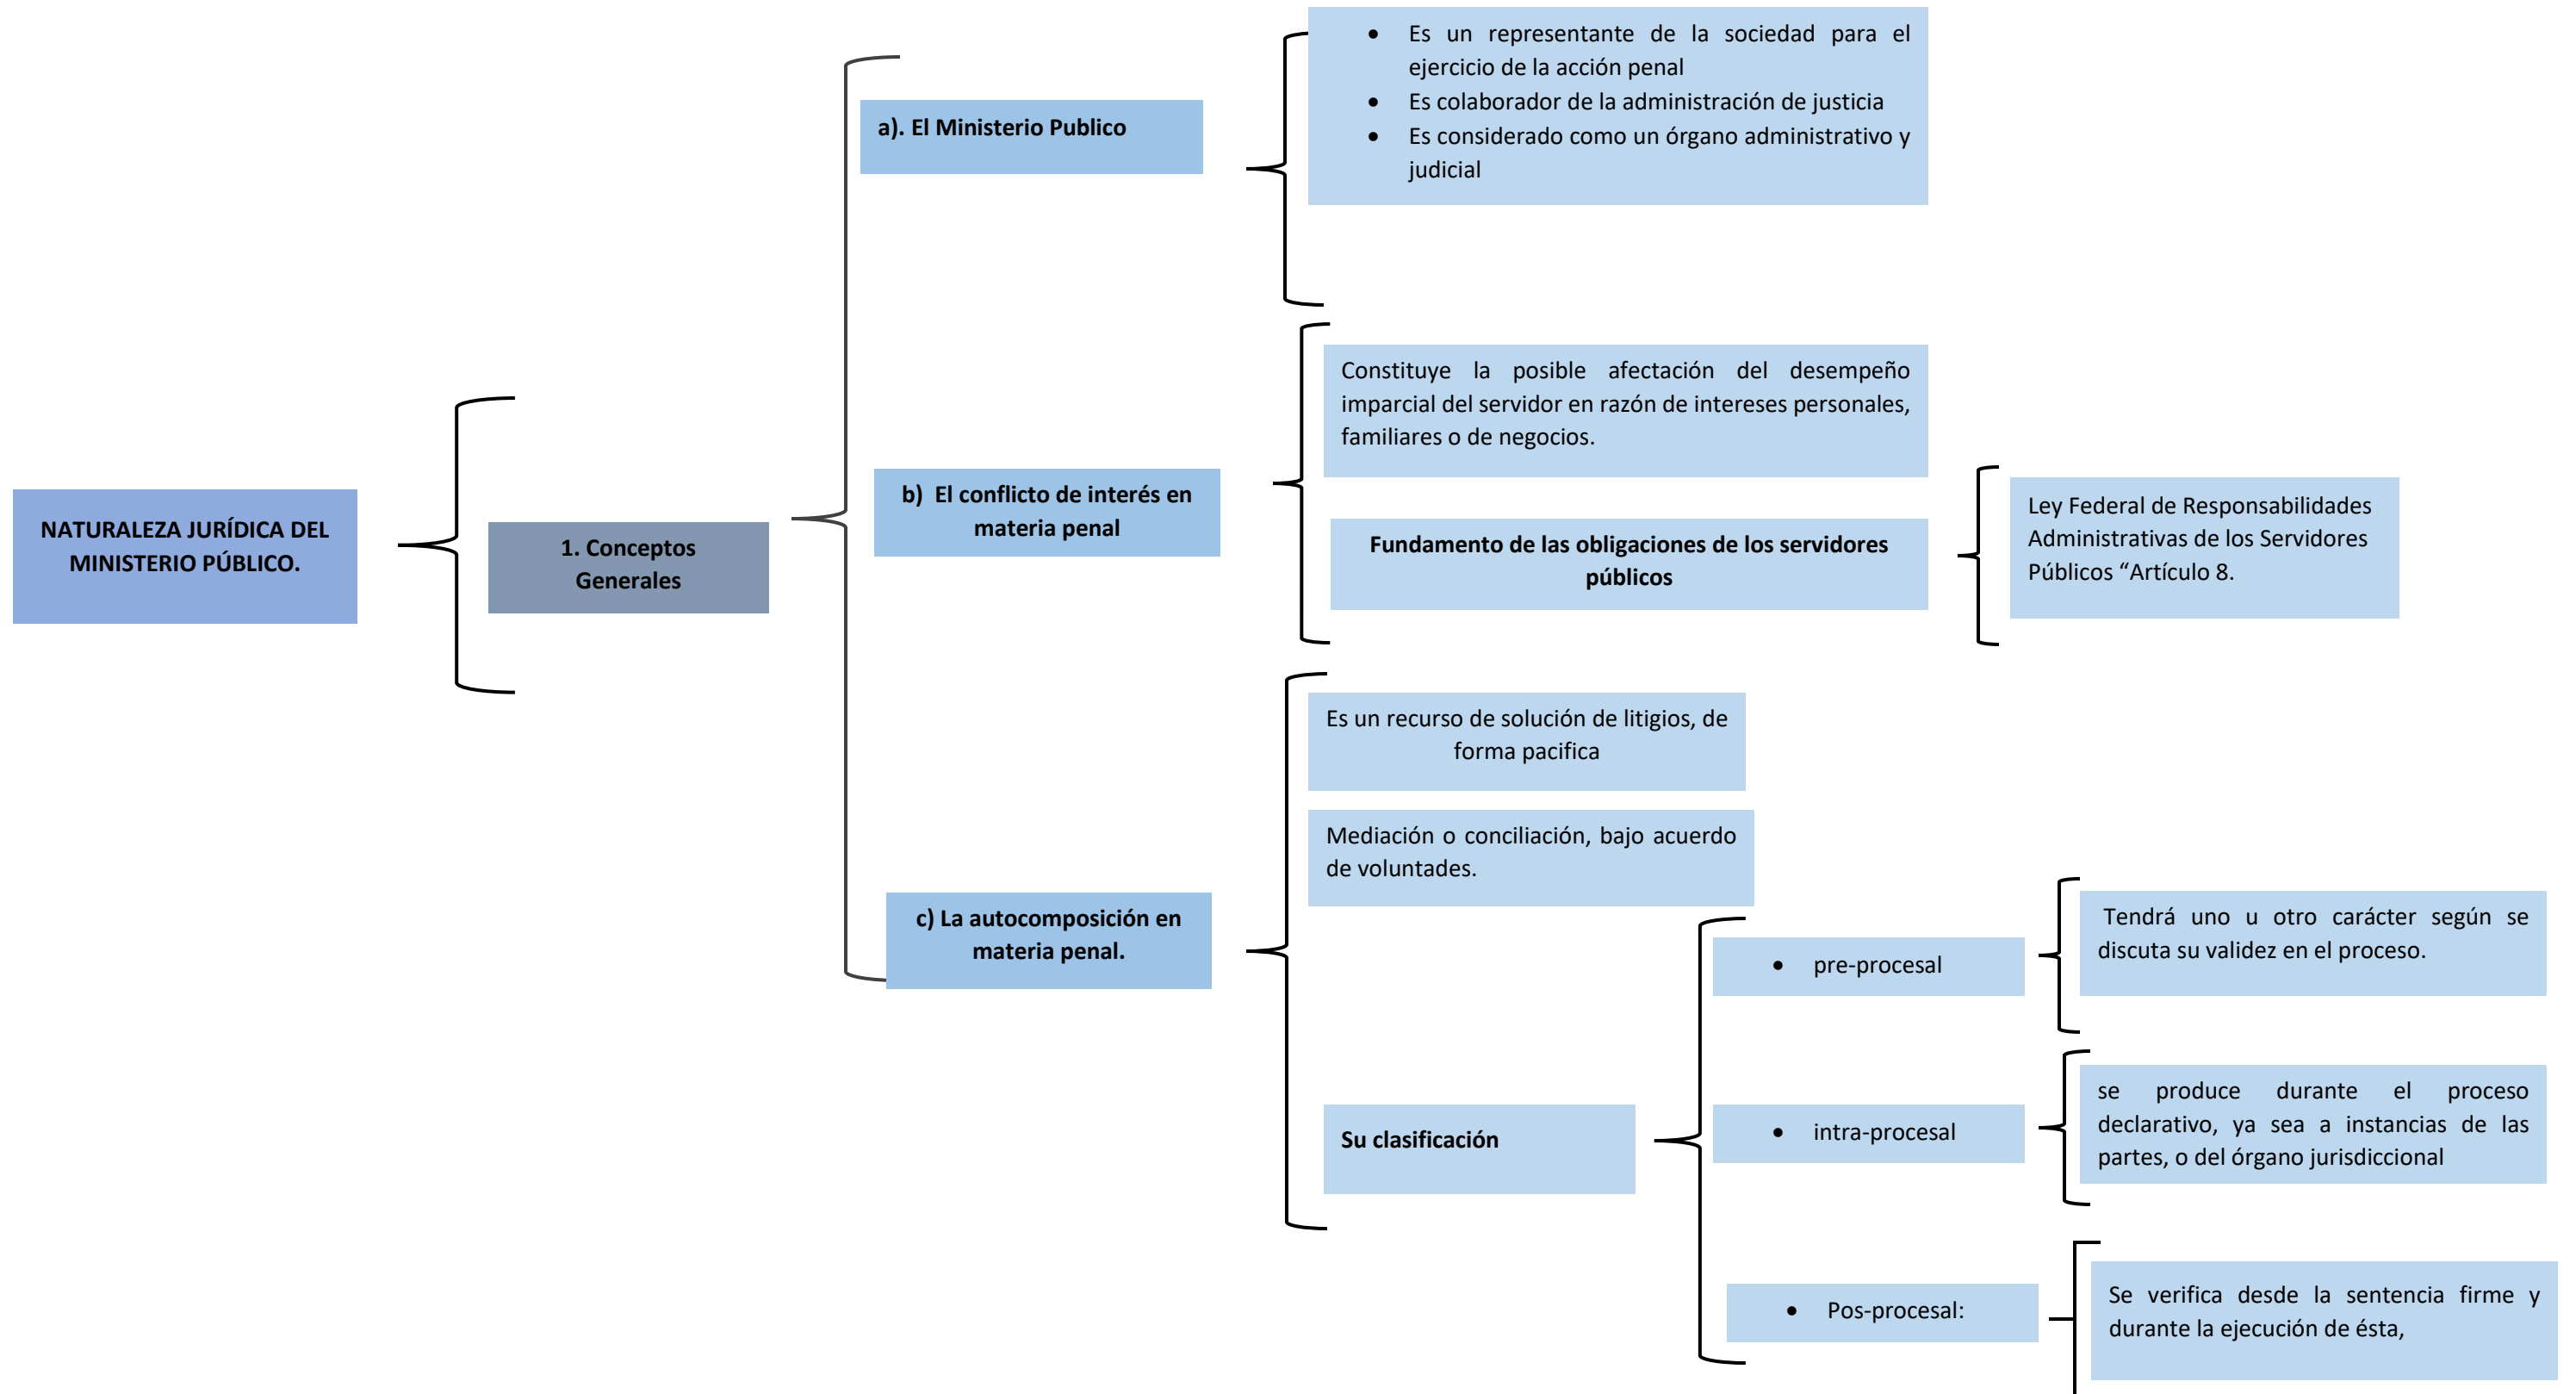 NATURALEZA JURÍDICA DEL
MINISTERIO PÚBLICO.
1. Conceptos
Generales
a). El Ministerio Publico
• Es un representante de la sociedad para el
ejercicio de la acción penal
• Es colaborador de la administración de justicia
• Es considerado como un órgano administrativo y
judicial
b) El conflicto de interés en
materia penal
Constituye la posible afectación del desempeño
imparcial del servidor en razón de intereses personales,
familiares o de negocios.
Fundamento de las obligaciones de los servidores
públicos
Ley Federal de Responsabilidades
Administrativas de los Servidores
Públicos “Artículo 8.
c) La autocomposición en
materia penal.
Es un recurso de solución de litigios, de
forma pacifica
Mediación o conciliación, bajo acuerdo
de voluntades.
Su clasificación
• pre-procesal
Tendrá uno u otro carácter según se
discuta su validez en el proceso.
• intra-procesal
se produce durante el proceso
declarativo, ya sea a instancias de las
partes, o del órgano jurisdiccional
• Pos-procesal:
Se verifica desde la sentencia firme y
durante la ejecución de ésta,